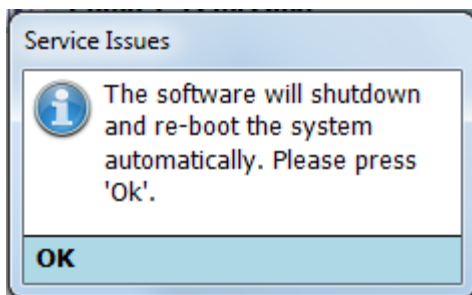 Service Issues
The software will shutdown
and re-boot the system
automatically. Please press
'Ok'.
OK